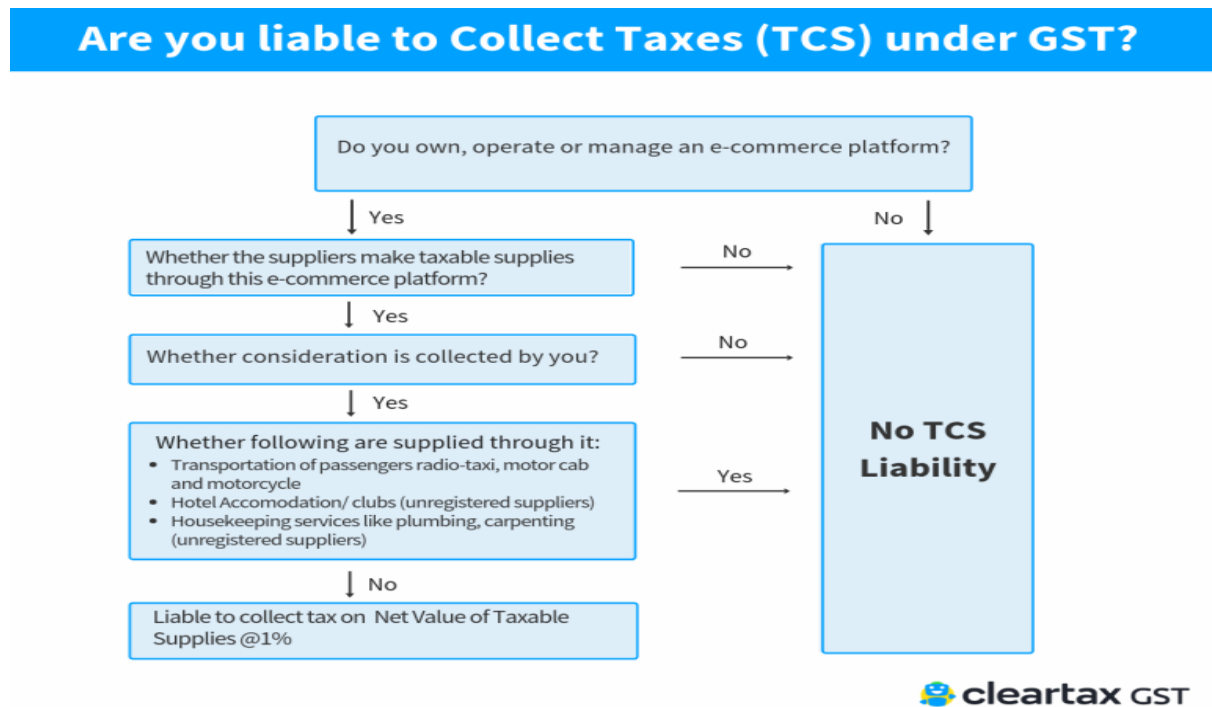 Are you liable to Collect Taxes (TCS) under GST?
Do you own, operate or manage an e-commerce platform?
Yes
No
Whether the suppliers make taxable supplies
through this e-commerce platform?
No
Yes
Whether consideration is collected by you?
No
Yes
Whether following are supplied through it:
• Transportation of passengers radio-taxi, motor cab
and motorcycle
• Hotel Accomodation/ clubs (unregistered suppliers)
• Housekeeping services like plumbing, carpenting
(unregistered suppliers)
Yes
No TCS
Liability
No
Liable to collect tax on Net Value of Taxable
Supplies @1%
cleartax GST